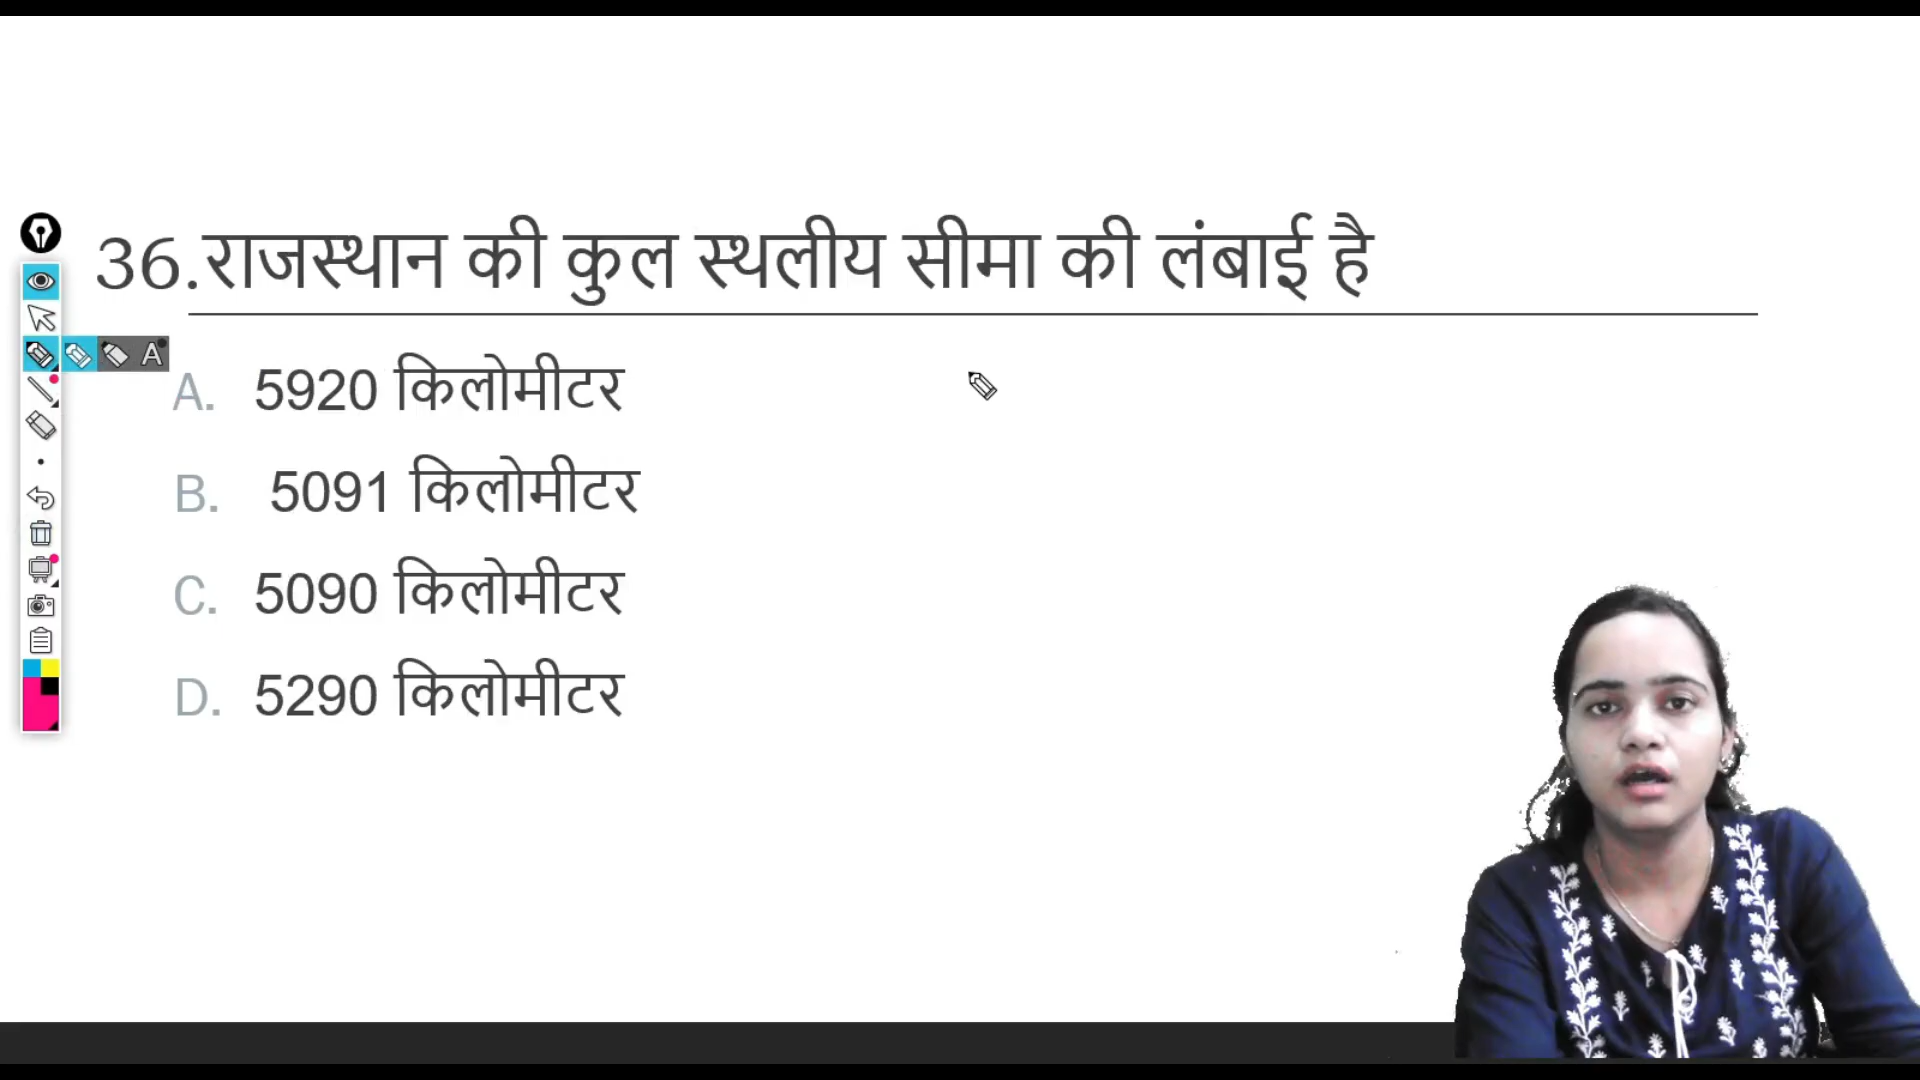 36.राजस्थान की कुल स्थलीय सीमा की लंबाई है
A. 5920 किलोमीटर
B. 5091 किलोमीटर
C. 5090 किलोमीटर
D. 5290 किलोमीटर
A